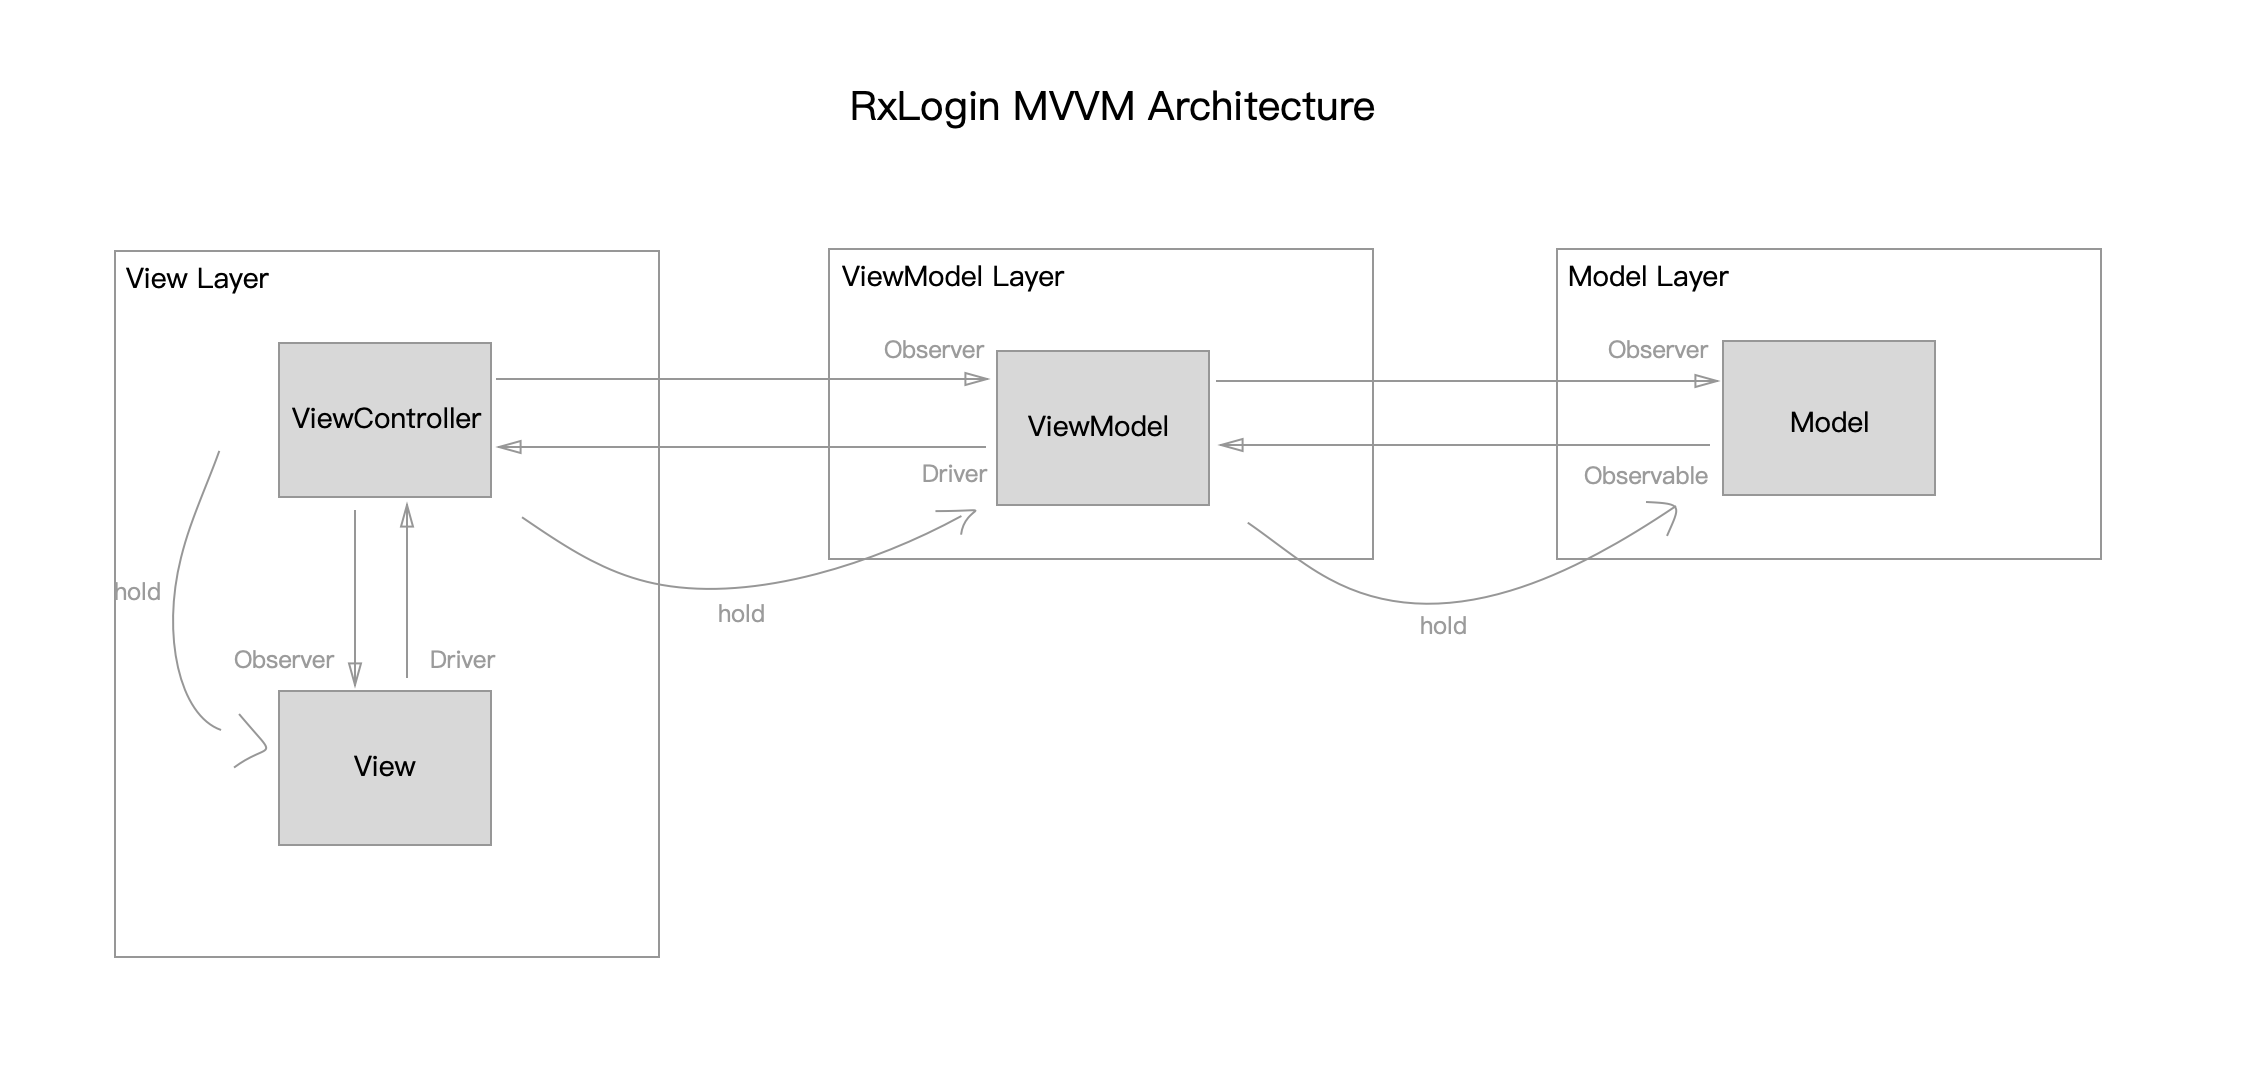 RxLogin MVVM Architecture
View Layer
ViewController
hold
Observer
Driver
View
hold
ViewModel Layer
Observer
Driver
ViewModel
hold
Model Layer
Observer
Observable
Model